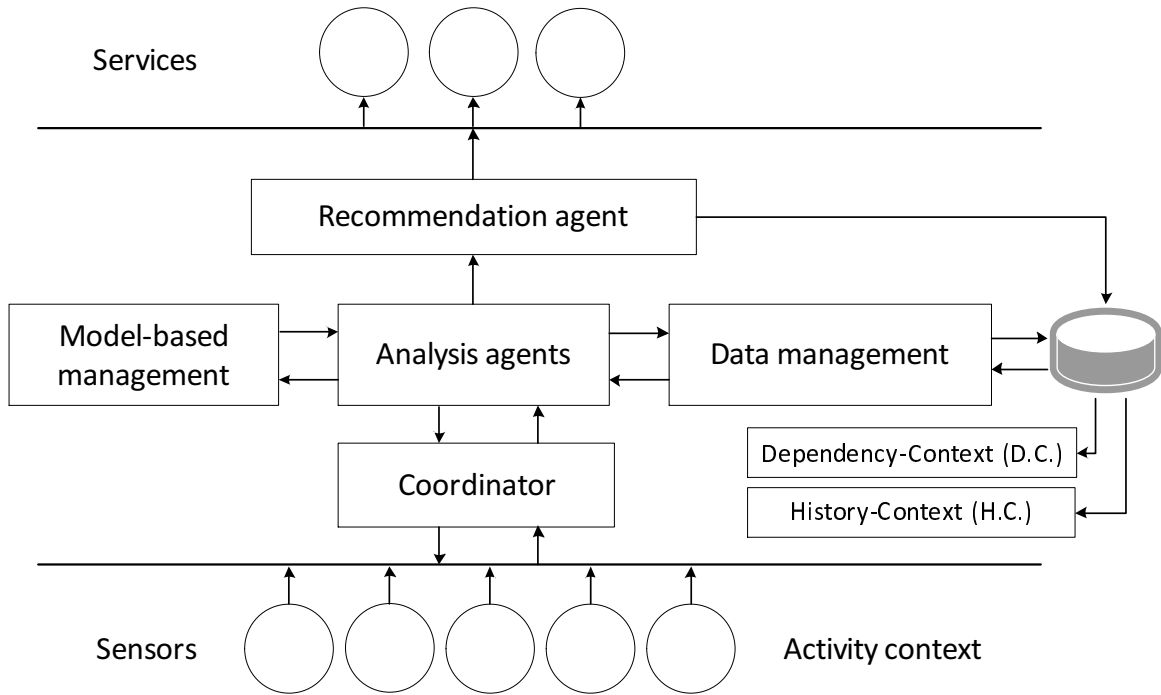 Services
Recommendation agent
Model-based
management
Analysis agents
Data management
Dependency-Context (D.C.)
Coordinator
History-Context (H.C.)
Sensors
Activity context